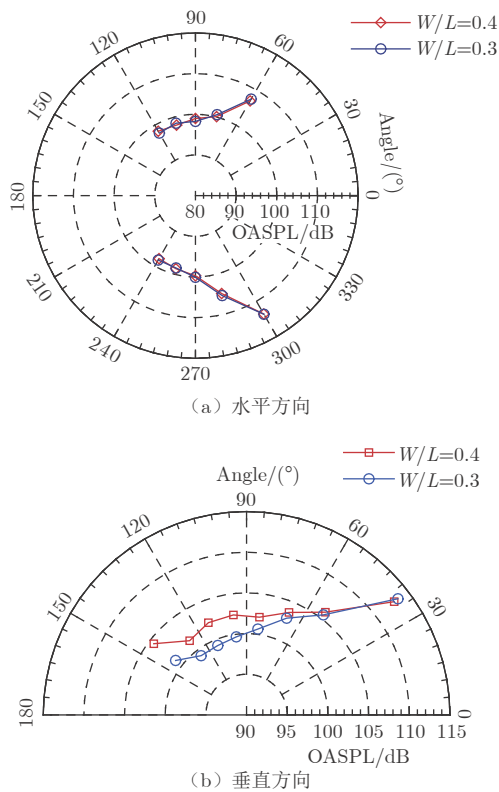 W/L=0.4
W/L=0.3
90
120
60
150
30
Angle/(°)
180
0
80 90 100 110
OASPL/dB
210
330
240
300
270
（a）水平方向
W/L=0.4
W/L=0.3
Angle/(°)
90
120
60
150
30
180
0
90 95 100 105 110 115
OASPL/dB
（b）垂直方向